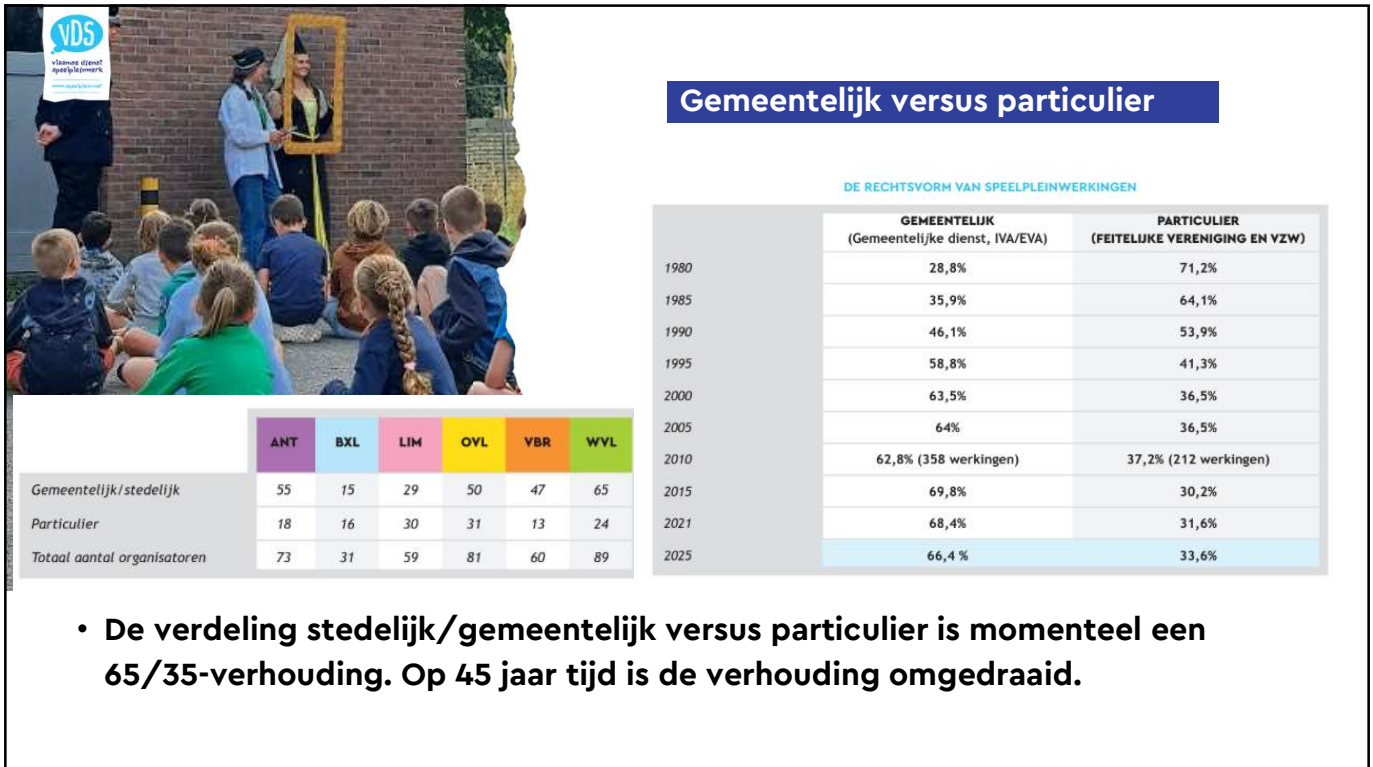 VDS
vlaamse dienst
speelpleinwerk
www.speelplein.net
Gemeentelijk versus particulier
DE RECHTSVORM VAN SPEELPLEINWERKINGEN
GEMEENTELIJK PARTICULIER
(Gemeentelijke dienst, IVA/EVA) (FEITELIJKE VERENIGING EN VZW)
1980 28,8% 71,2%
1985 35,9% 64,1%
1990 46,1% 53,9%
1995 58,8% 41,3%
2000 63,5% 36,5%
2005 64% 36,5%
2010 62,8% (358 werkingen) 37,2% (212 werkingen)
2015 69,8% 30,2%
2021 68,4% 31,6%
2025 66,4 % 33,6%
ANT BXL LIM OVL VBR WVL
Gemeentelijk/stedelijk 55 15 29 50 47 65
Particulier 18 16 30 31 13 24
Totaal aantal organisatoren 73 31 59 81 60 89
• De verdeling stedelijk/gemeentelijk versus particulier is momenteel een
65/35-verhouding. Op 45 jaar tijd is de verhouding omgedraaid.